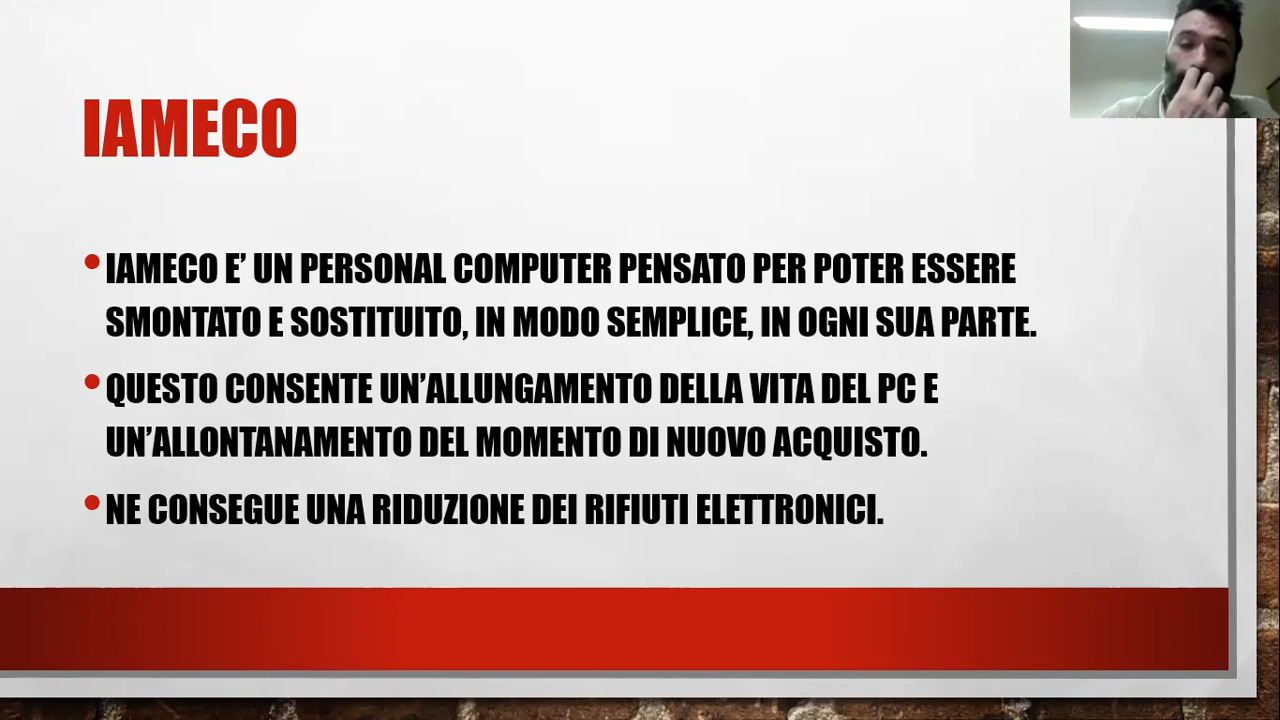 IAMECO
•IAMECO E’ UN PERSONAL COMPUTER PENSATO PER POTER ESSERE
SMONTATO E SOSTITUITO, IN MODO SEMPLICE, IN OGNI SUA PARTE.
•QUESTO CONSENTE UN’ALLUNGAMENTO DELLA VITA DEL PC E
UN’ALLONTANAMENTO DEL MOMENTO DI NUOVO ACQUISTO.
•NE CONSEGUE UNA RIDUZIONE DEI RIFIUTI ELETTRONICI.